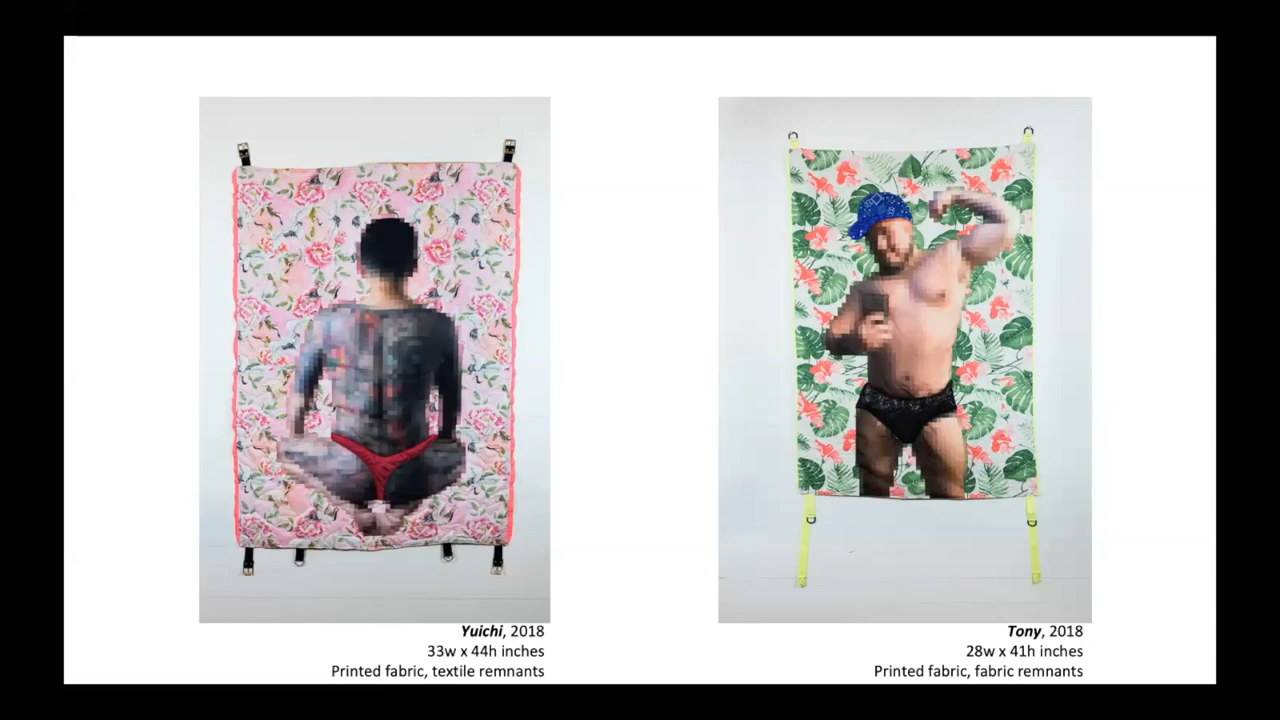 Yuichi, 2018
33w x 44h inches
Printed fabric, textile remnants
Tony, 2018
28w x 41h inches
Printed fabric, fabric remnants